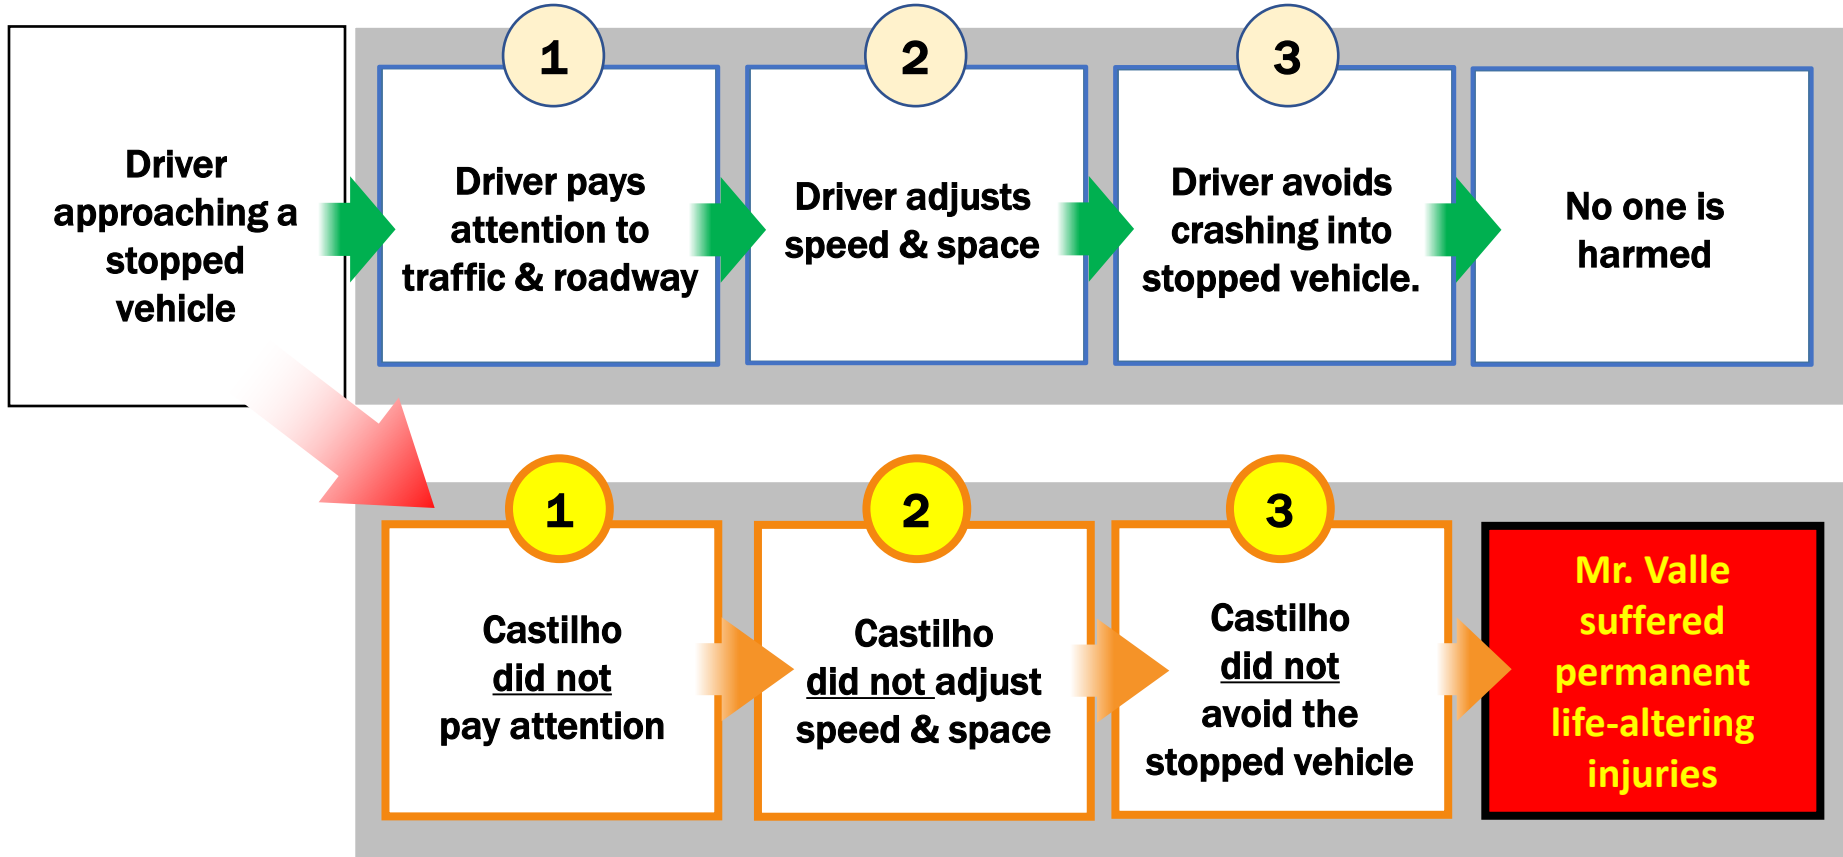 Driver
approaching a
stopped
vehicle
1
Driver pays
attention to
traffic & roadway
2
Driver adjusts
speed & space
3
Driver avoids
crashing into
stopped vehicle.
No one is
harmed
1
Castilho
did not
pay attention
2
Castilho
did not adjust
speed & space
3
Castilho
did not
avoid the
stopped vehicle
Mr. Valle
suffered
permanent
life-altering
injuries